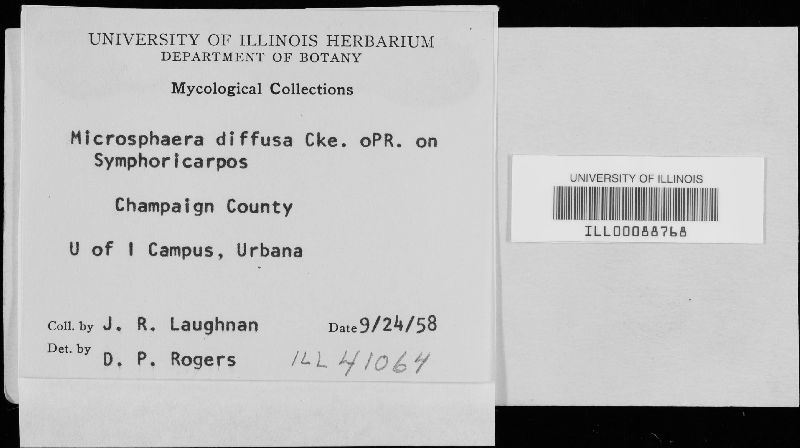 UNIVERSITY OF ILLINOIS HERBARIUM
DEPARTMENT OF BOTANY
Mycological Collections
Microsphaera diffusa Cke. oPR. on
Symphoricarpos
Champaign County
U of I Campus, Urbana
Coll. by J. R. Laughnan Date 9/24/58
Det. by D. P. Rogers ILL 41064
UNIVERSITY OF ILLINOIS
ILL00088768